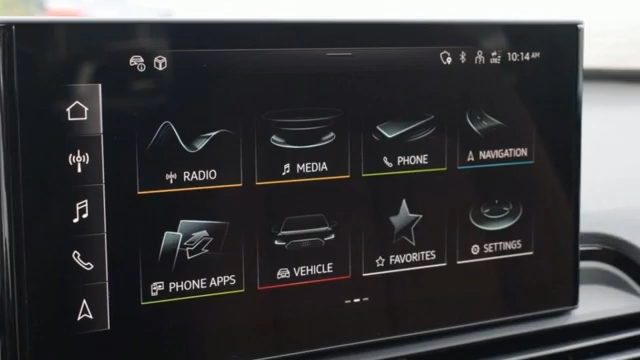 10:14 AM
RADIO
MEDIA
PHONE
NAVIGATION
PHONE APPS
VEHICLE
FAVORITES
SETTINGS